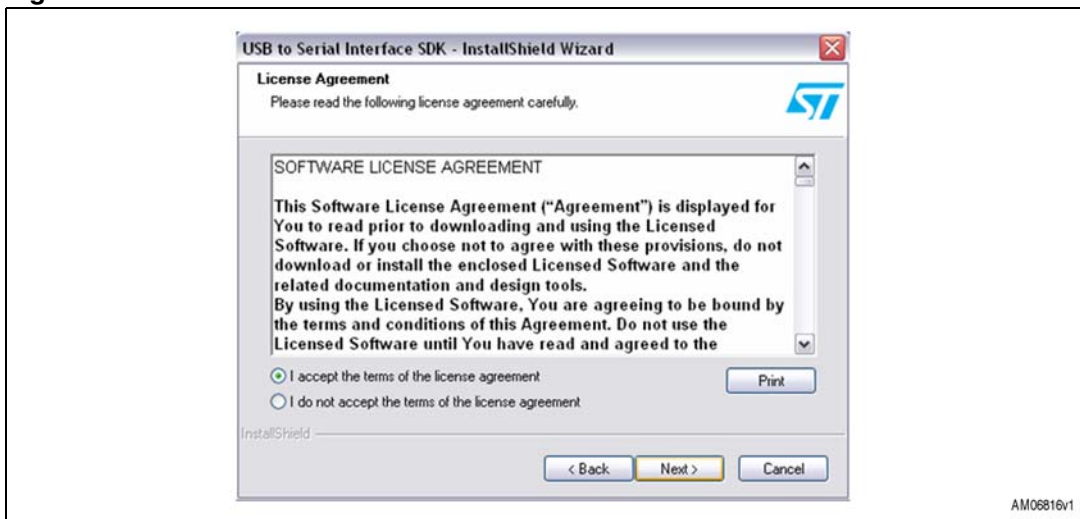 USB to Serial Interface SDK - InstallShield Wizard
License Agreement
Please read the following license agreement carefully.
ST
SOFTWARE LICENSE AGREEMENT
This Software License Agreement (“Agreement”) is displayed for
You to read prior to downloading and using the Licensed
Software. If you choose not to agree with these provisions, do not
download or install the enclosed Licensed Software and the
related documentation and design tools.
By using the Licensed Software, You are agreeing to be bound by
the terms and conditions of this Agreement. Do not use the
Licensed Software until You have read and agreed to the
I accept the terms of the license agreement
Print
I do not accept the terms of the license agreement
InstallShield
< Back Next > Cancel
AM06816v1